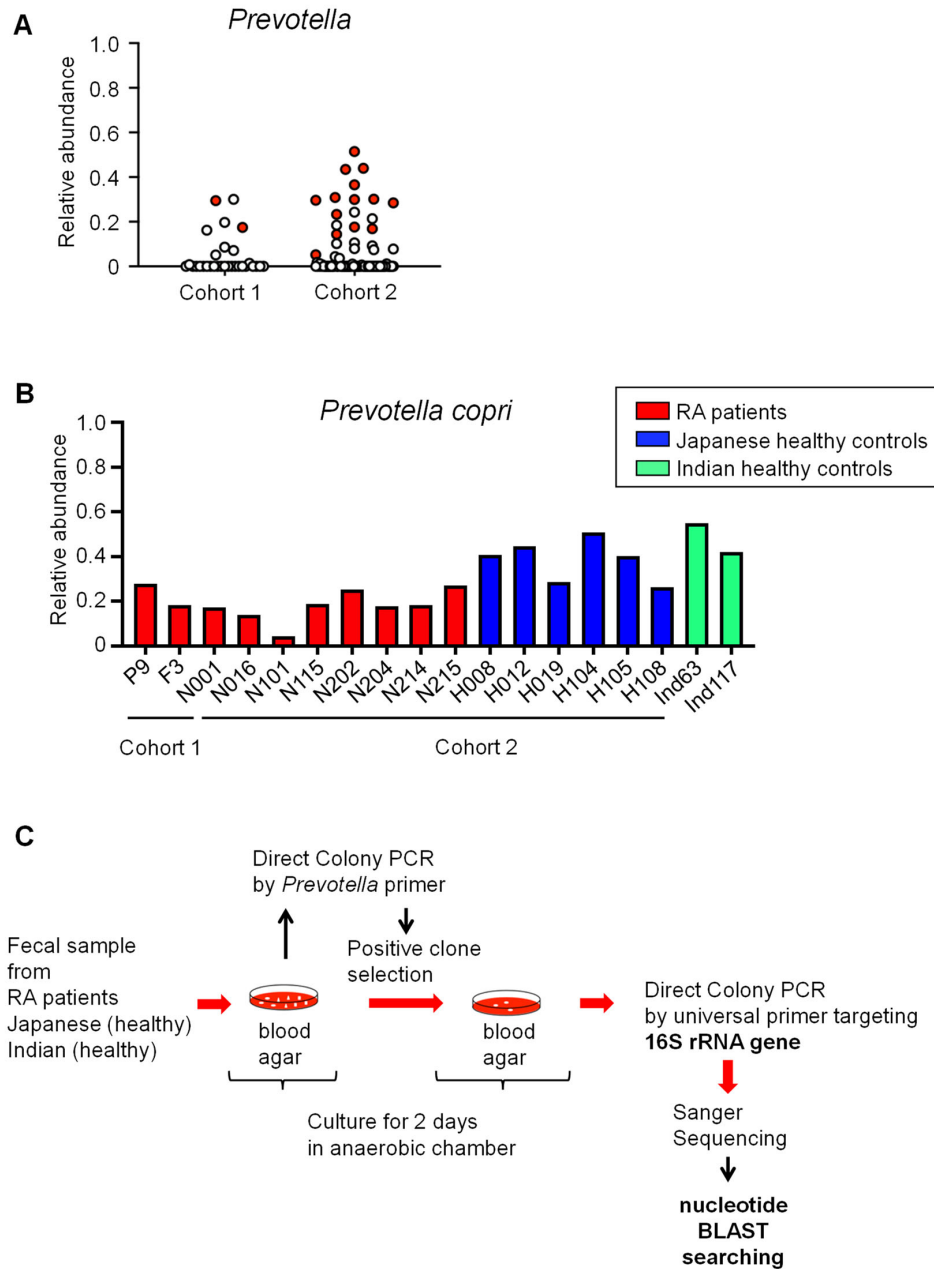 A
Prevotella
Relative abundance
1.0
0.8
0.6
0.4
0.2
0
Cohort 1
Cohort 2
B
Prevotella copri
RA patients
Japanese healthy controls
Indian healthy controls
Relative abundance
1.0
0.8
0.6
0.4
0.2
0
P9
F3
N001
N016
N101
N115
N202
N204
N214
N215
H008
H012
H019
H104
H105
H108
Ind63
Ind117
Cohort 1
Cohort 2
C
Direct Colony PCR
by Prevotella primer
Fecal sample
from
RA patients
Japanese (healthy)
Indian (healthy)
Positive clone
selection
blood
agar
blood
agar
Culture for 2 days
in anaerobic chamber
Direct Colony PCR
by universal primer targeting
16S rRNA gene
Sanger
Sequencing
nucleotide
BLAST
searching